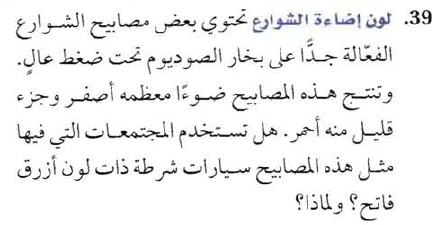 39. لون إضاءة الشوارع تحتوي بعض مصابيح الشوارع
الفعّالة جدًّا على بخار الصوديوم تحت ضغط عالٍ.
وتنتج هذه المصابيح ضوءًا معظمه أصفر وجزء
قليل منه أحمر. هل تستخدم المجتمعات التي فيها
مثل هذه المصابيح سيارات شرطة ذات لون أزرق
فاتح؟ ولماذا؟